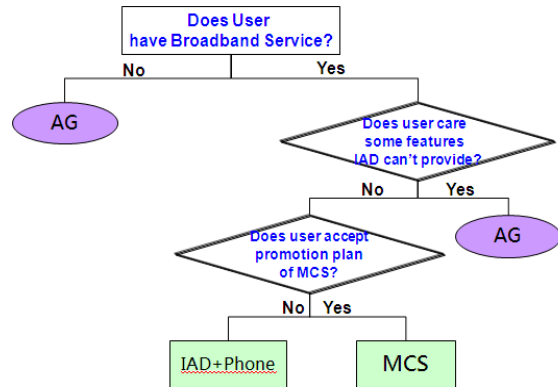 Does User
have Broadband Service?
No
Yes
AG
Does user care
some features
IAD can't provide?
No
Yes
Does user accept
promotion plan
of MCS?
AG
No
Yes
IAD+Phone
MCS